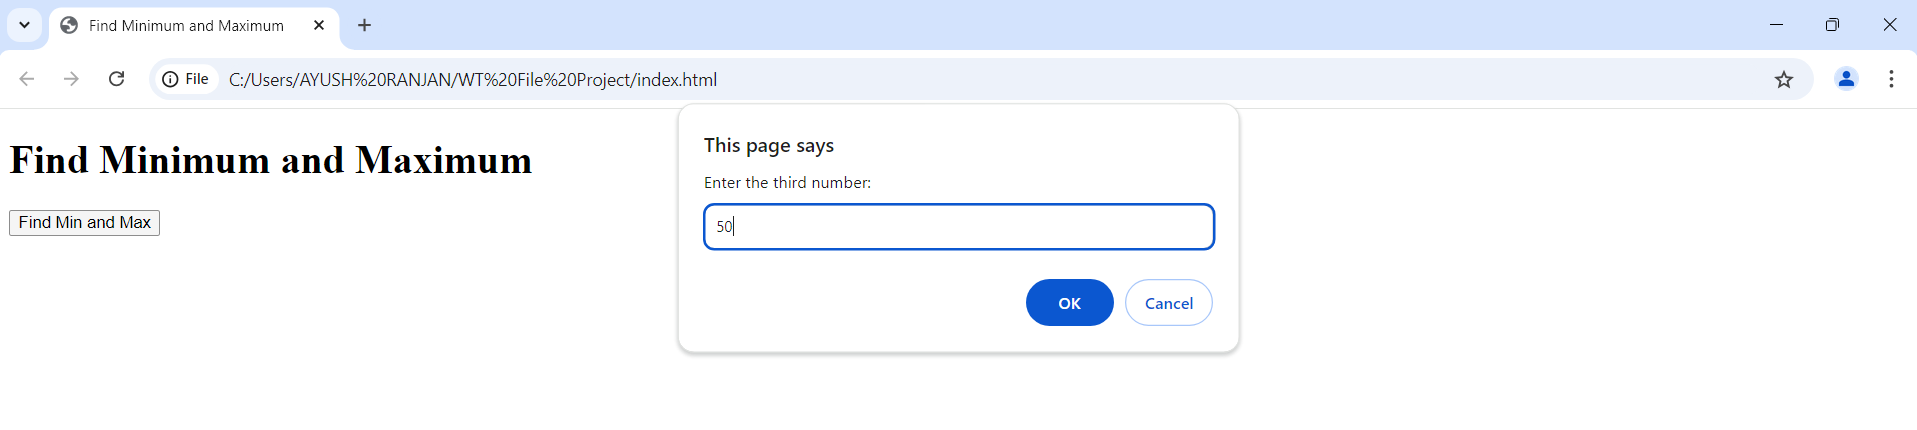 Find Minimum and Maximum
File C:/Users/AYUSH%20RANJAN/WT%20File%20Project/index.html
Find Minimum and Maximum
Find Min and Max
This page says
Enter the third number:
50
OK Cancel